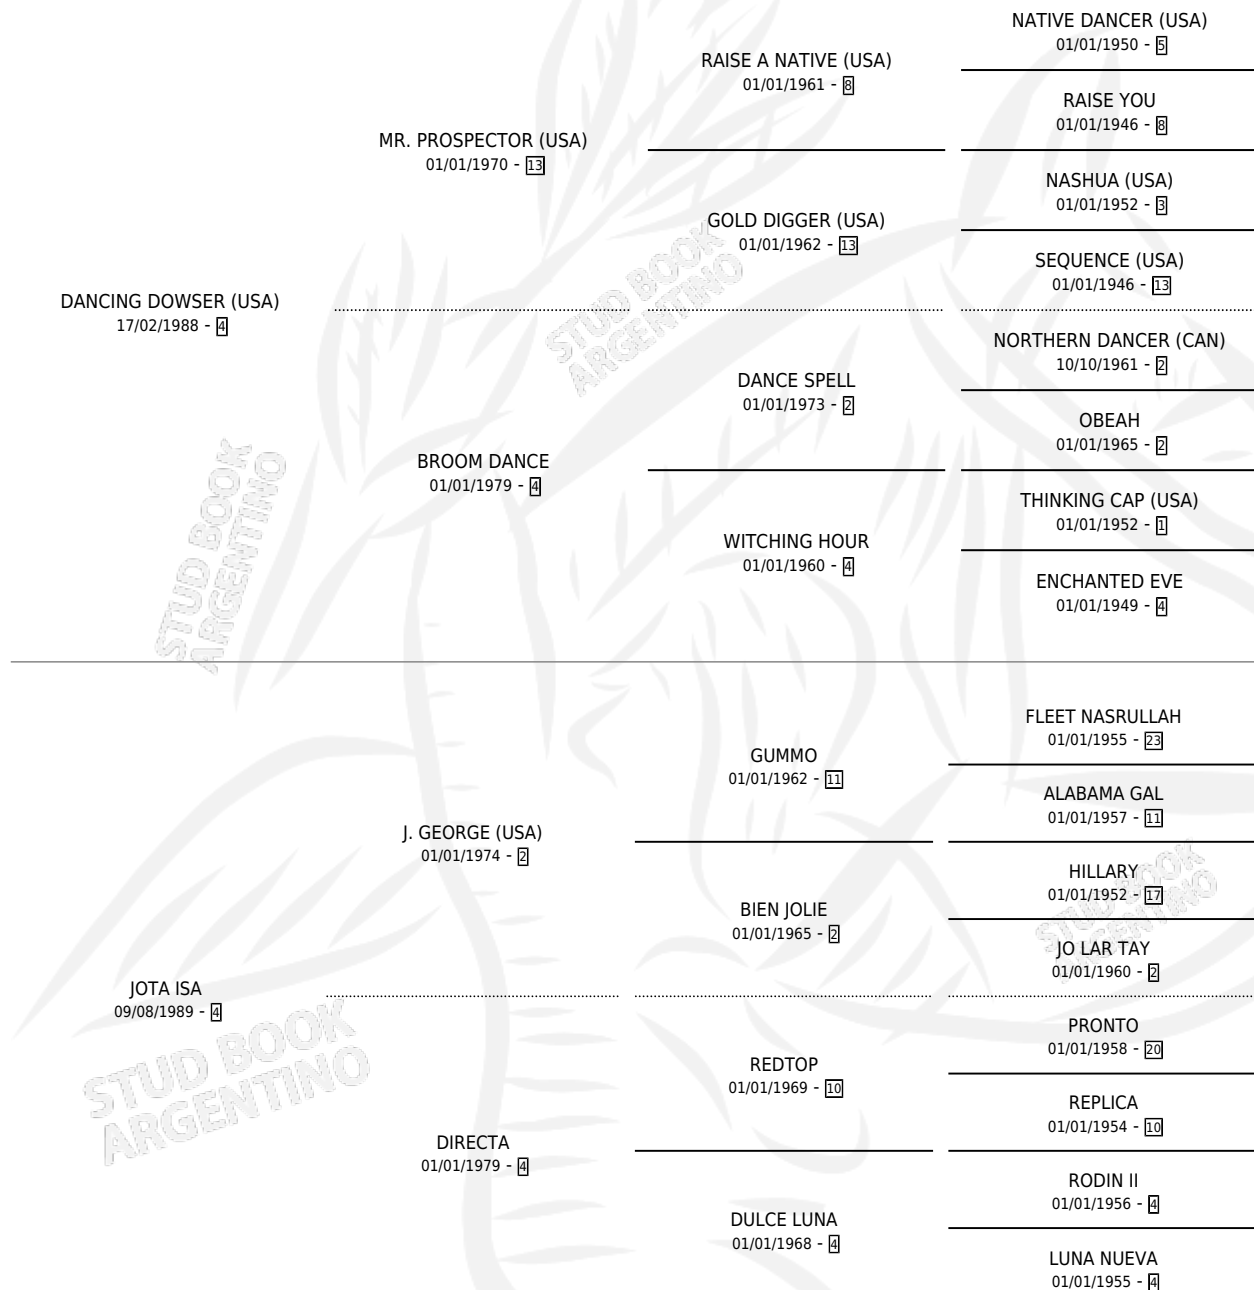 NATIVE DANCER (USA)
01/01/1950 - 5
RAISE A NATIVE (USA)
01/01/1961 - 8
RAISE YOU
01/01/1946 - 8
MR. PROSPECTOR (USA)
01/01/1970 - 13
NASHUA (USA)
01/01/1952 - 3
GOLD DIGGER (USA)
01/01/1962 - 13
SEQUENCE (USA)
01/01/1946 - 13
DANCING DOWSER (USA)
17/02/1988 - 4
STUD BOOK
ARGENTINO
NORTHERN DANCER (CAN)
10/10/1961 - 2
DANCE SPELL
01/01/1973 - 2
OBEAH
01/01/1965 - 2
BROOM DANCE
01/01/1979 - 4
THINKING CAP (USA)
01/01/1952 - 1
WITCHING HOUR
01/01/1960 - 4
ENCHANTED EVE
01/01/1949 - 4
STUD BOOK
ARGENTINO
FLEET NASRULLAH
01/01/1955 - 23
GUMMO
01/01/1962 - 11
ALABAMA GAL
01/01/1957 - 11
J. GEORGE (USA)
01/01/1974 - 2
HILLARY
01/01/1952 - 17
BIEN JOLIE
01/01/1965 - 2
STUD BOOK
ARGENTINO
JO LAR TAY
01/01/1960 - 2
JOTA ISA
09/08/1989 - 4
STUD BOOK
ARGENTINO
PRONTO
01/01/1958 - 20
REDTOP
01/01/1969 - 10
REPLICA
01/01/1954 - 10
DIRECTA
01/01/1979 - 4
RODIN II
01/01/1956 - 4
DULCE LUNA
01/01/1968 - 4
LUNA NUEVA
01/01/1955 - 4